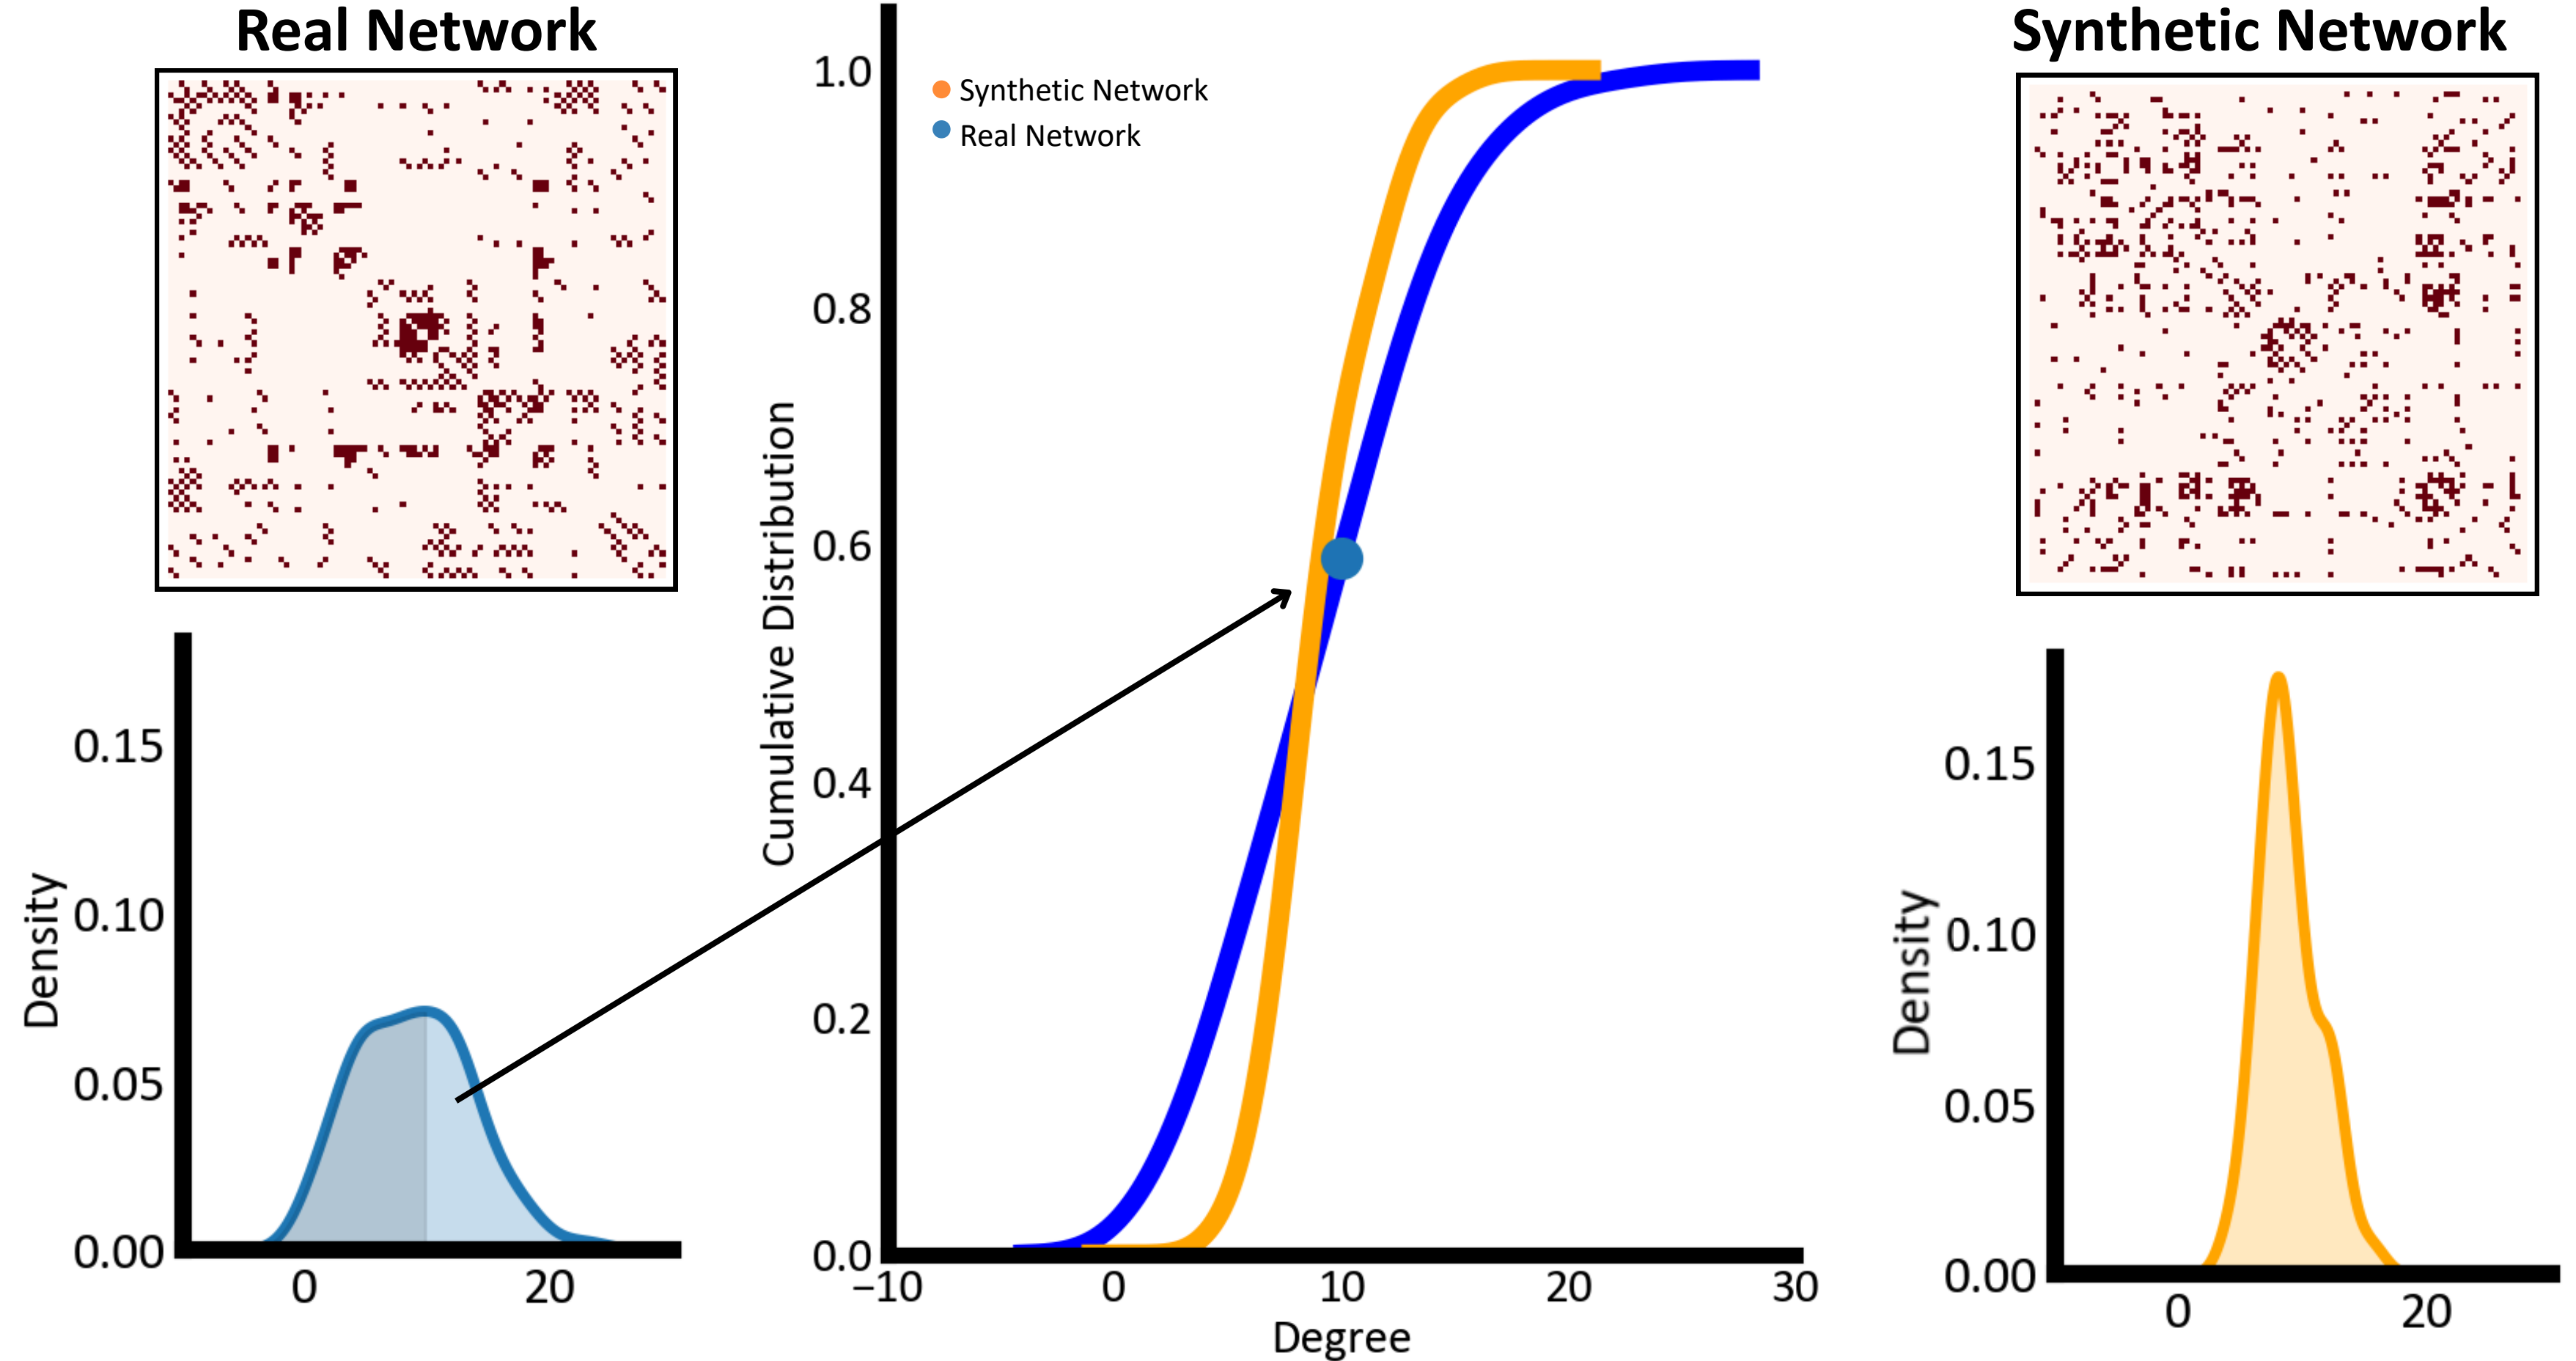 Real Network
Synthetic Network
Synthetic Network
Real Network
Cumulative Distribution
1.0
0.8
0.6
0.4
0.2
0.0
−10
0
10
20
30
Degree
Density
0.15
0.10
0.05
0.00
0
20
Density
0.15
0.10
0.05
0.00
0
20